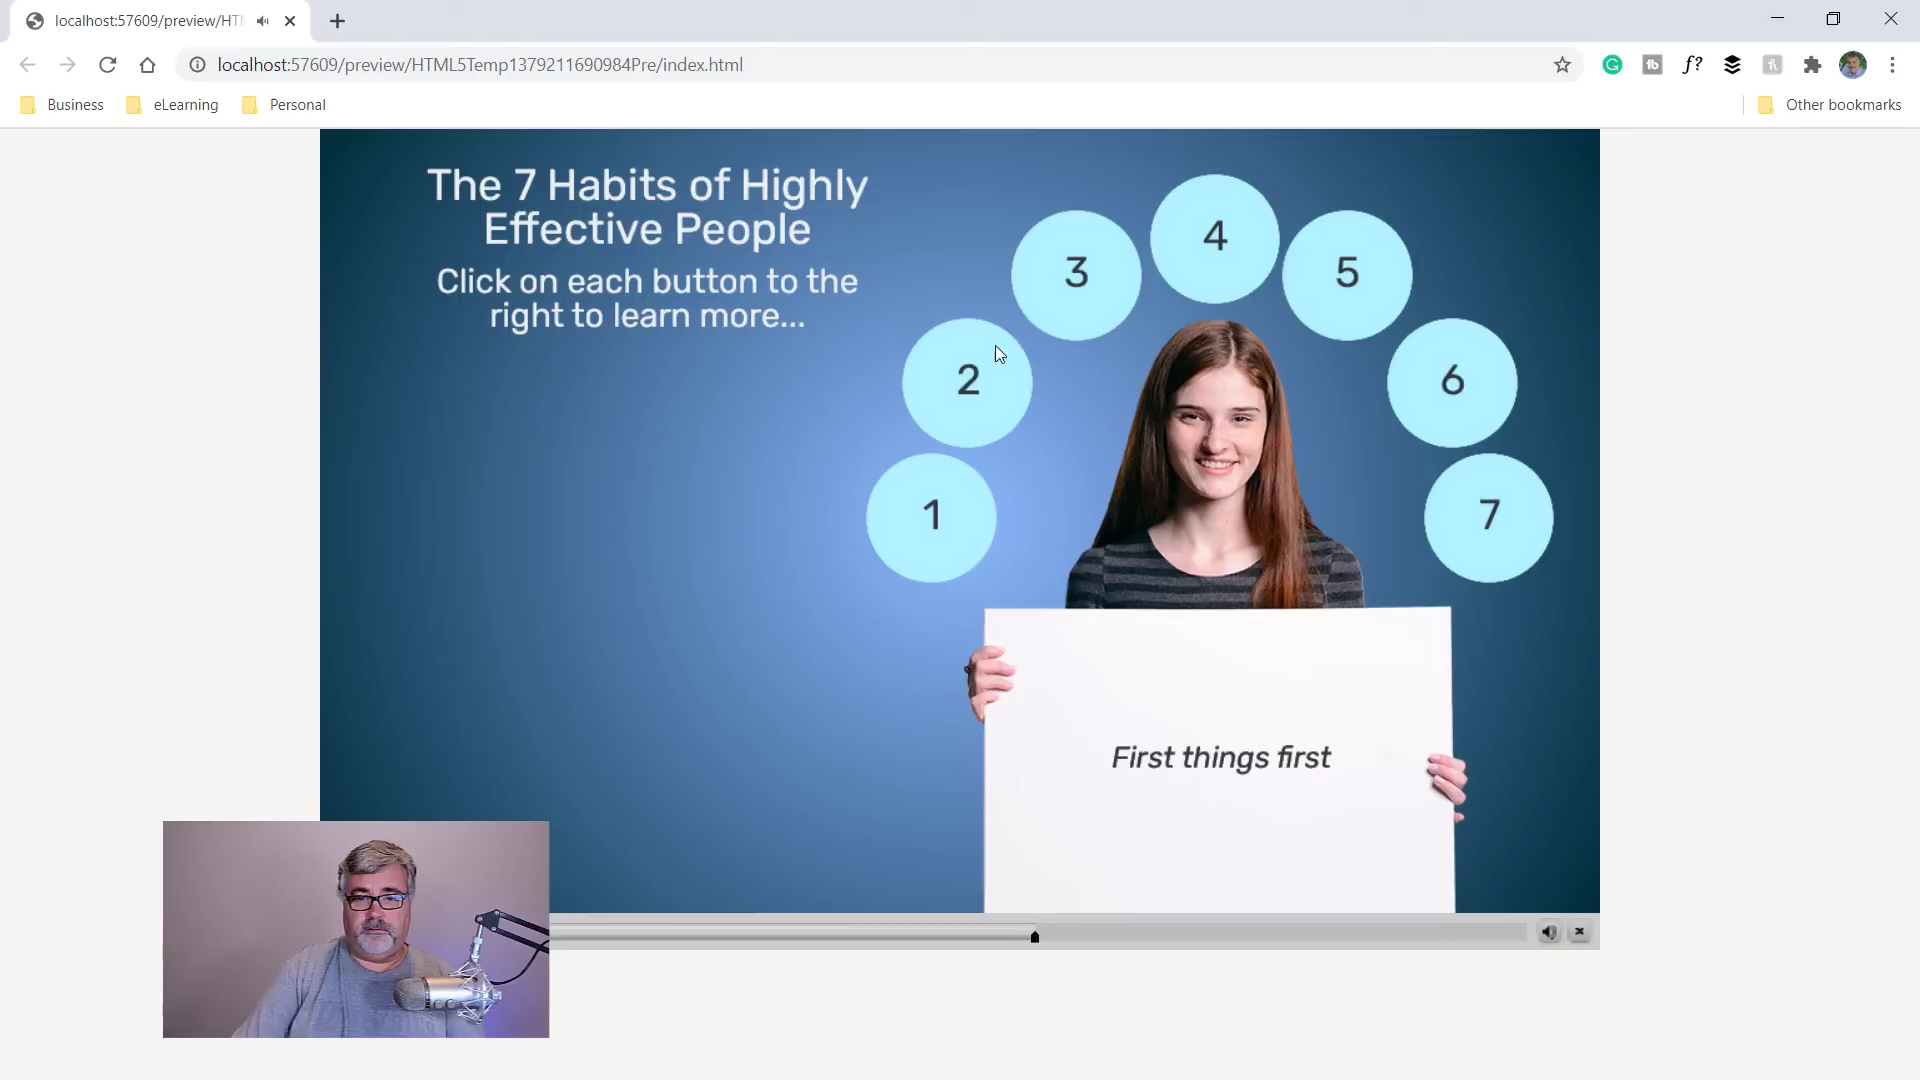 localhost:57609/preview/HTM
localhost:57609/preview/HTML5Temp1379211690984Pre/index.html
Business
eLearning
Personal
Other bookmarks
The 7 Habits of Highly
Effective People
Click on each button to the
right to learn more...
1
2
3
4
5
6
7
First things first